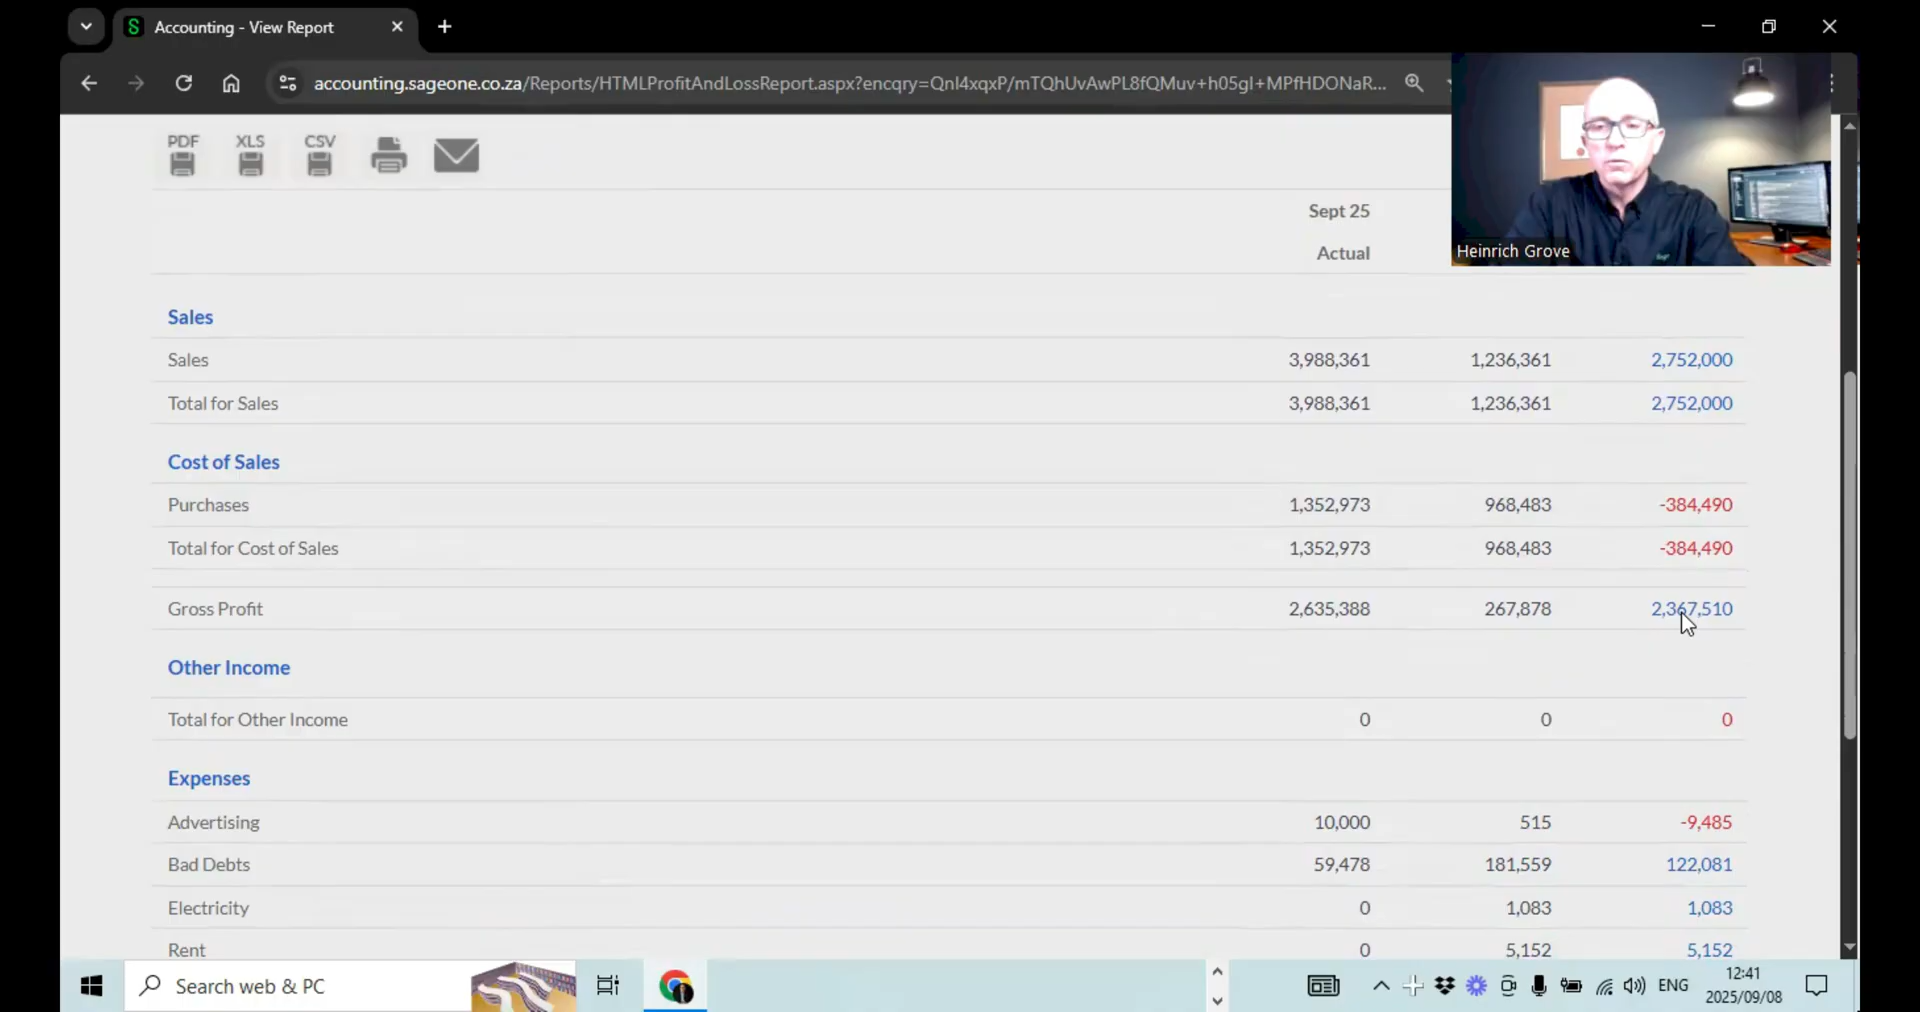 Accounting - View Report
accounting.sageone.co.za/Reports/HTMLProfitAndLossReport.aspx?encqry=Qnl4xqxP/mTQhUvAwPL8fQMuv+h05gl+MPfHDONaR...
PDF XLS CSV
Sept 25
Actual
Heinrich Grove
Sales
Sales 3,988,361 1,236,361 2,752,000
Total for Sales 3,988,361 1,236,361 2,752,000
Cost of Sales
Purchases 1,352,973 968,483 -384,490
Total for Cost of Sales 1,352,973 968,483 -384,490
Gross Profit 2,635,388 267,878 2,367,510
Other Income
Total for Other Income 0 0 0
Expenses
Advertising 10,000 515 -9,485
Bad Debts 59,478 181,559 122,081
Electricity 0 1,083 1,083
Rent 0 5,152 5,152
Search web & PC
ENG
12:41
2025/09/08